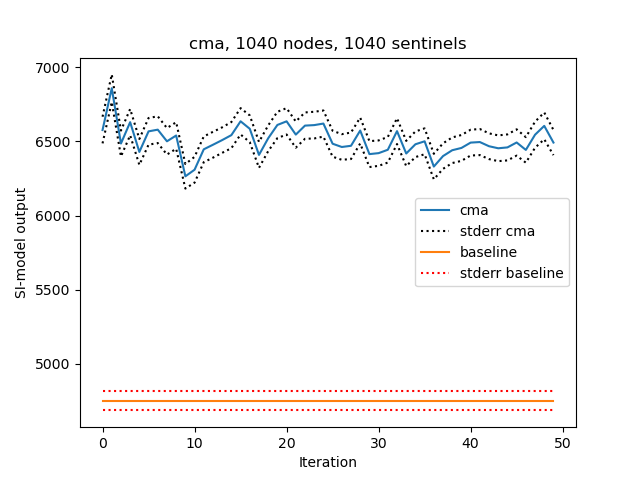 cma, 1040 nodes, 1040 sentinels
7000
6500
6000
5500
5000
SI-model output
cma
stderr cma
baseline
stderr baseline
0
10
20
30
40
50
Iteration